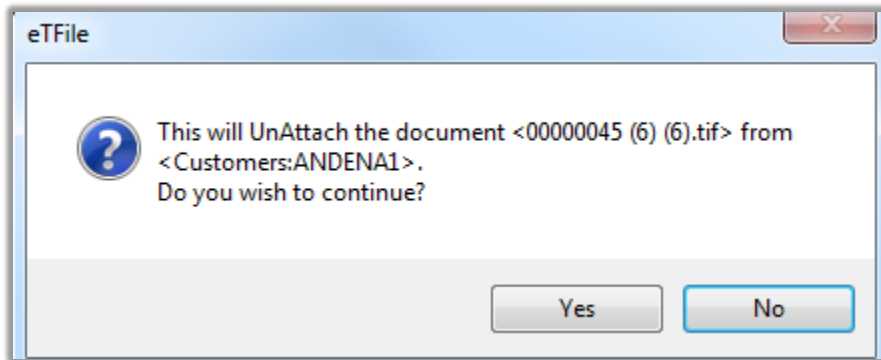 eTFile
This will UnAttach the document <00000045 (6) (6).tif> from
<Customers:ANDENA1>.
Do you wish to continue?
Yes No